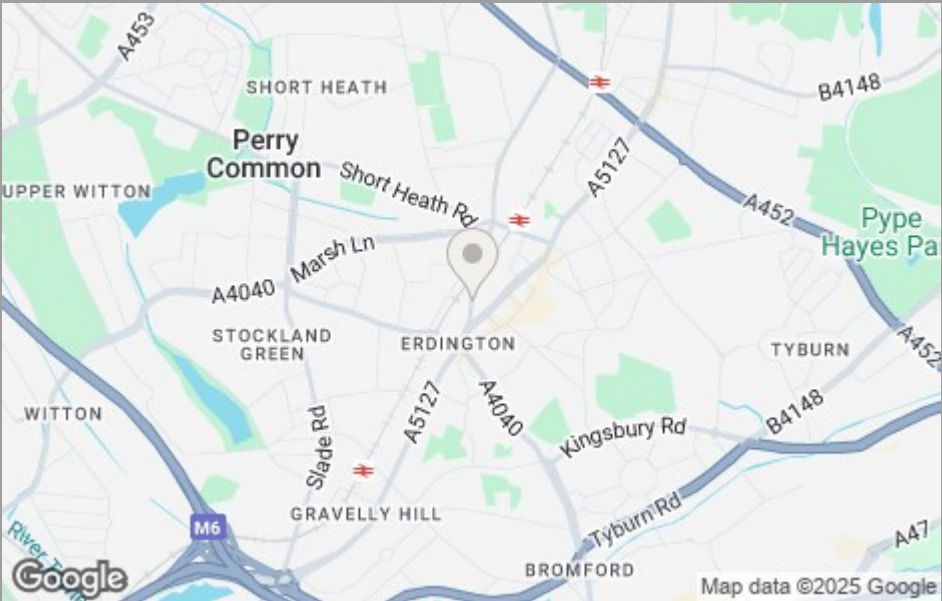 A453
SHORT HEATH
B4148
Perry
Common
A5127
UPPER WITTON
Short Heath Rd
A452
Pype
Hayes Pa
Marsh Ln
A4040
STOCKLAND
GREEN
ERDINGTON
TYBURN
A452
WITTON
A5127
A4040
B4148
Slade Rd
Kingsbury Rd
GRAVELLY HILL
M6
Tyburn Rd
A47
River
BROMFORD
Google
Map data ©2025 Google